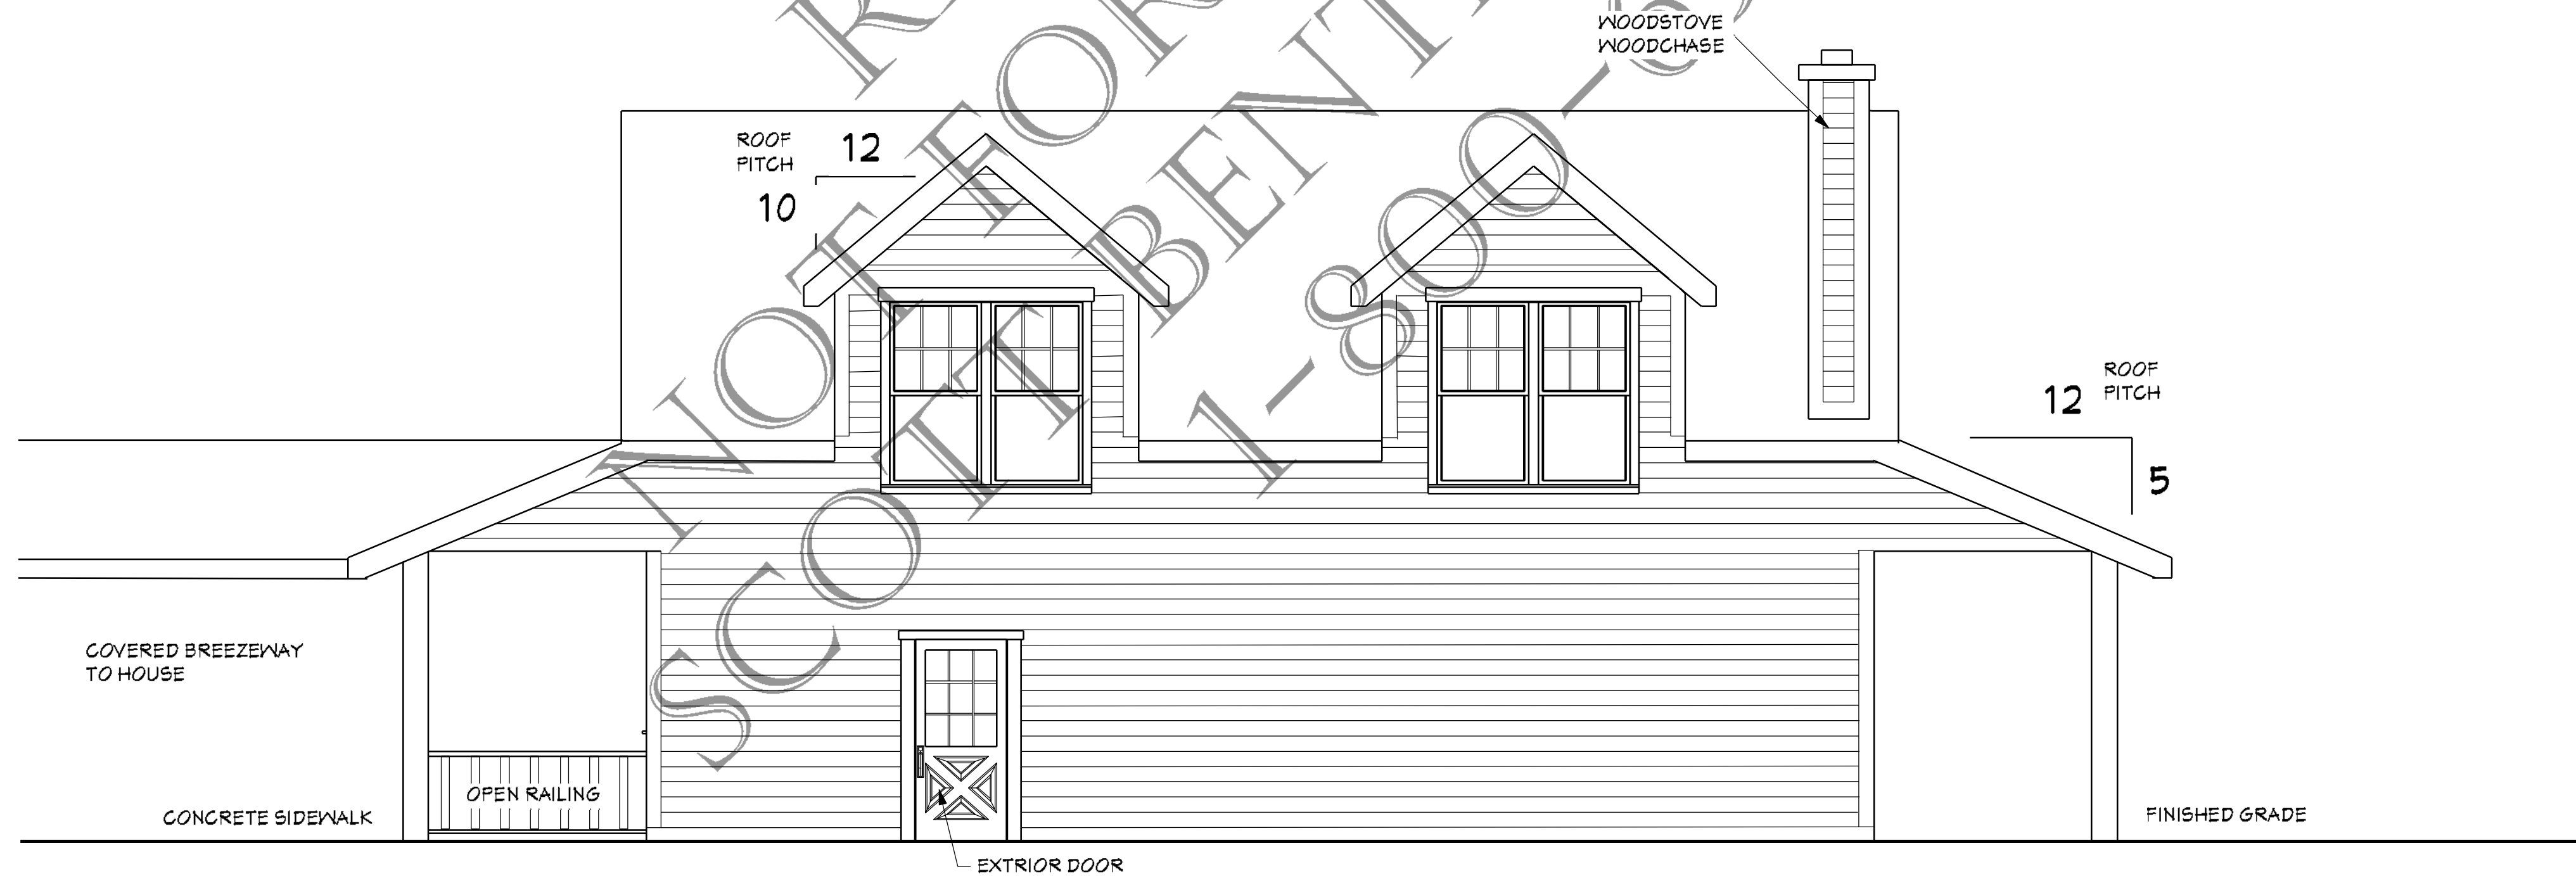 WOODSTOVE
WOODCHASE
ROOF
PITCH
12
10
ROOF
PITCH
12
5
COVERED BREEZEWAY
TO HOUSE
OPEN RAILING
CONCRETE SIDEWALK
FINISHED GRADE
EXTRIOR DOOR
NOT FOR
SCOTT BENT
1-800-